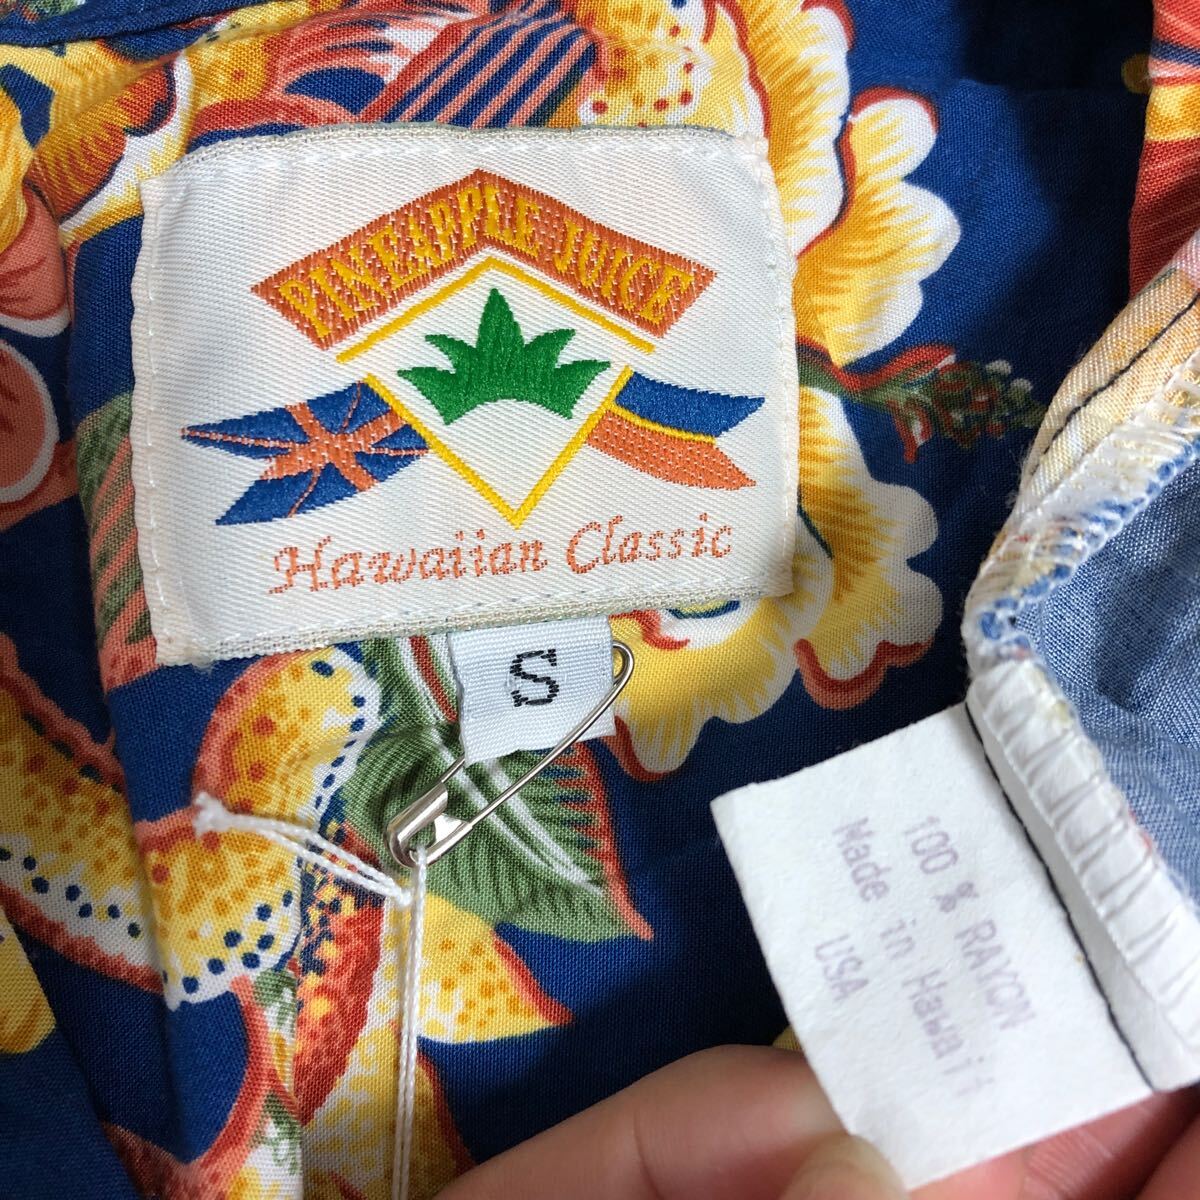 PINEAPPLE JUICE
Hawaiian Classic
S
100 % RAYON
Made in Hawaii
USA